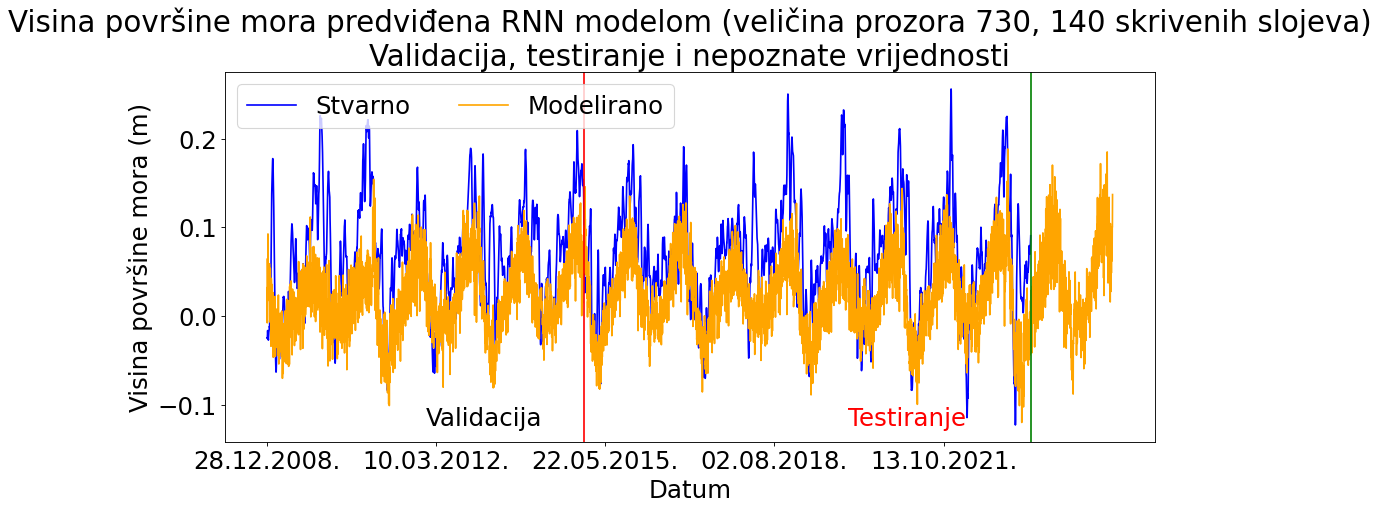 Visina površine mora predviđena RNN modelom (veličina prozora 730, 140 skrivenih slojeva)
Validacija, testiranje i nepoznate vrijednosti
Stvarno Modelirano
Visina površine mora (m)
0.2
0.1
0.0
−0.1
Validacija Testiranje
28.12.2008. 10.03.2012. 22.05.2015. 02.08.2018. 13.10.2021.
Datum